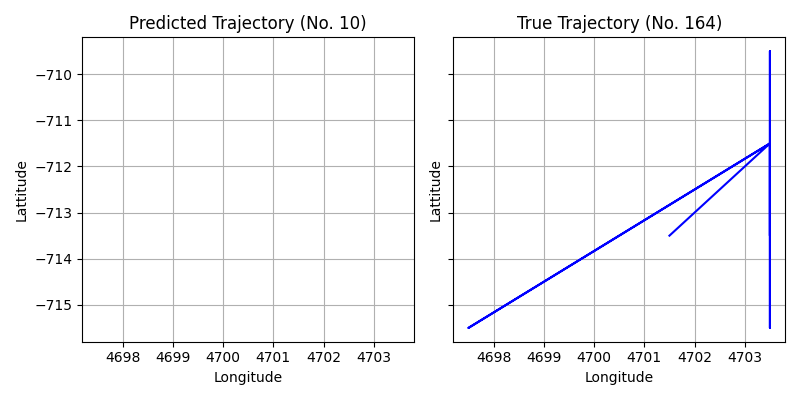 Predicted Trajectory (No. 10)
True Trajectory (No. 164)
Lattitude
−710
−711
−712
−713
−714
−715
4698 4699 4700 4701 4702 4703
Longitude
Lattitude
4698 4699 4700 4701 4702 4703
Longitude